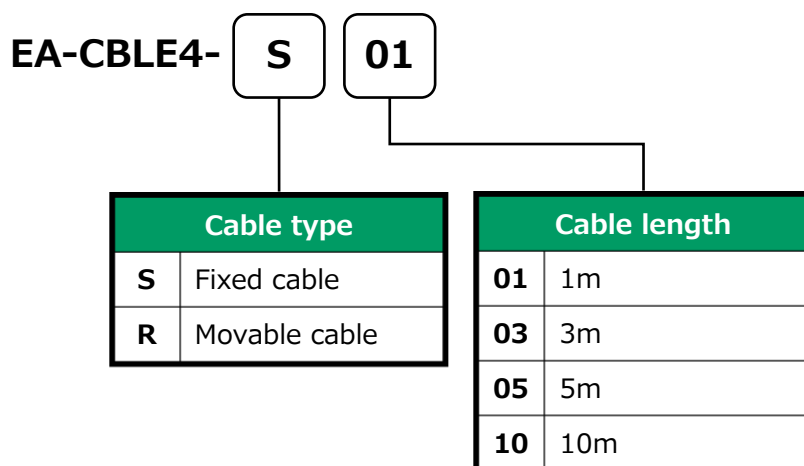 EA-CBLE4- S 01
Cable type
S Fixed cable
R Movable cable
Cable length
01 1m
03 3m
05 5m
10 10m